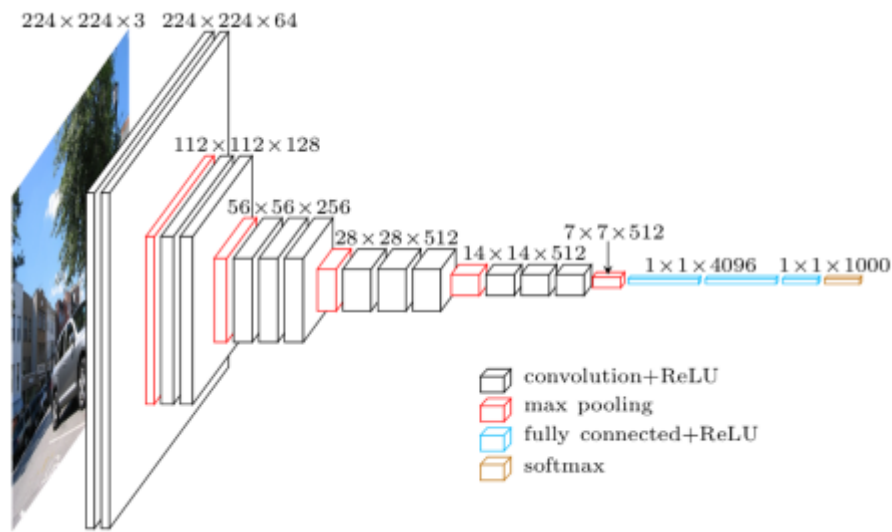 224×224×3
224×224×64
112×112×128
56×56×256
28×28×512
14×14×512
7×7×512
1×1×4096
1×1×1000
convolution+ReLU
max pooling
fully connected+ReLU
softmax